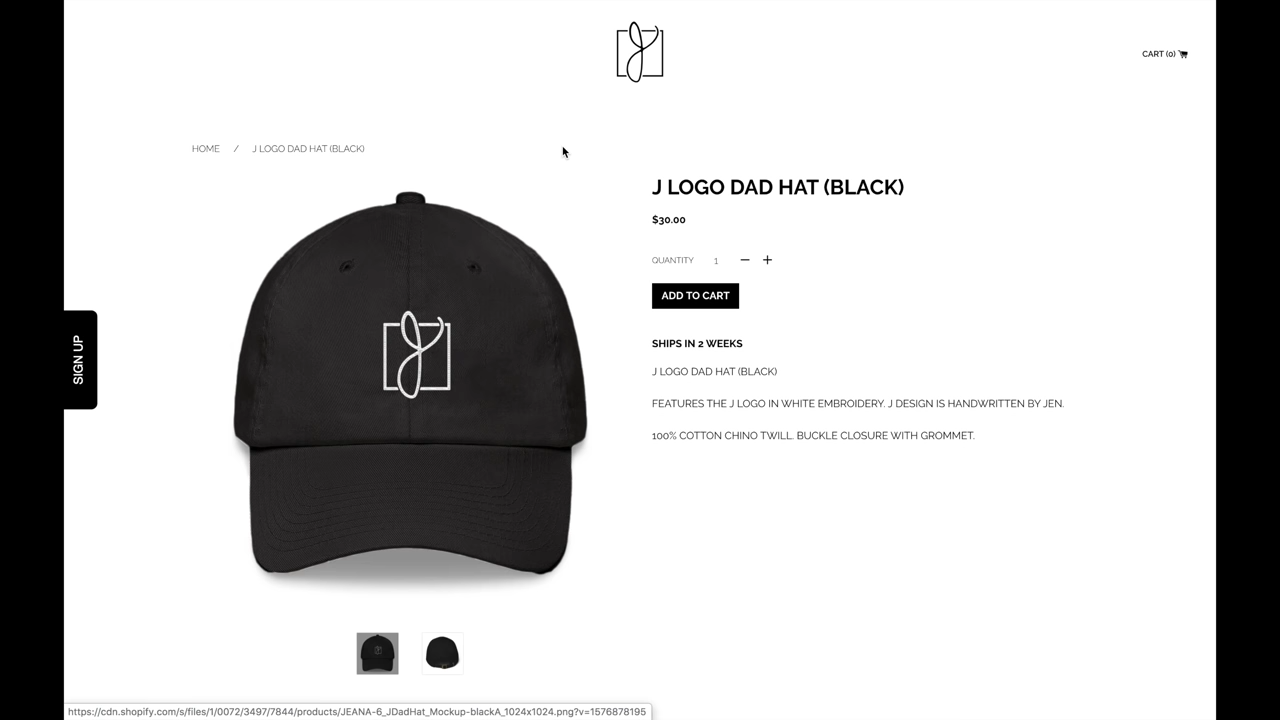 CART (0)
HOME / J LOGO DAD HAT (BLACK)
J LOGO DAD HAT (BLACK)
$30.00
QUANTITY 1 − +
ADD TO CART
SIGN UP
SHIPS IN 2 WEEKS
J LOGO DAD HAT (BLACK)
FEATURES THE J LOGO IN WHITE EMBROIDERY. J DESIGN IS HANDWRITTEN BY JEN.
100% COTTON CHINO TWILL. BUCKLE CLOSURE WITH GROMMET.
https://cdn.shopify.com/s/files/1/0072/3497/7844/products/JEANA-6_JDadHat_Mockup-blackA_1024x1024.png?v=1576878195